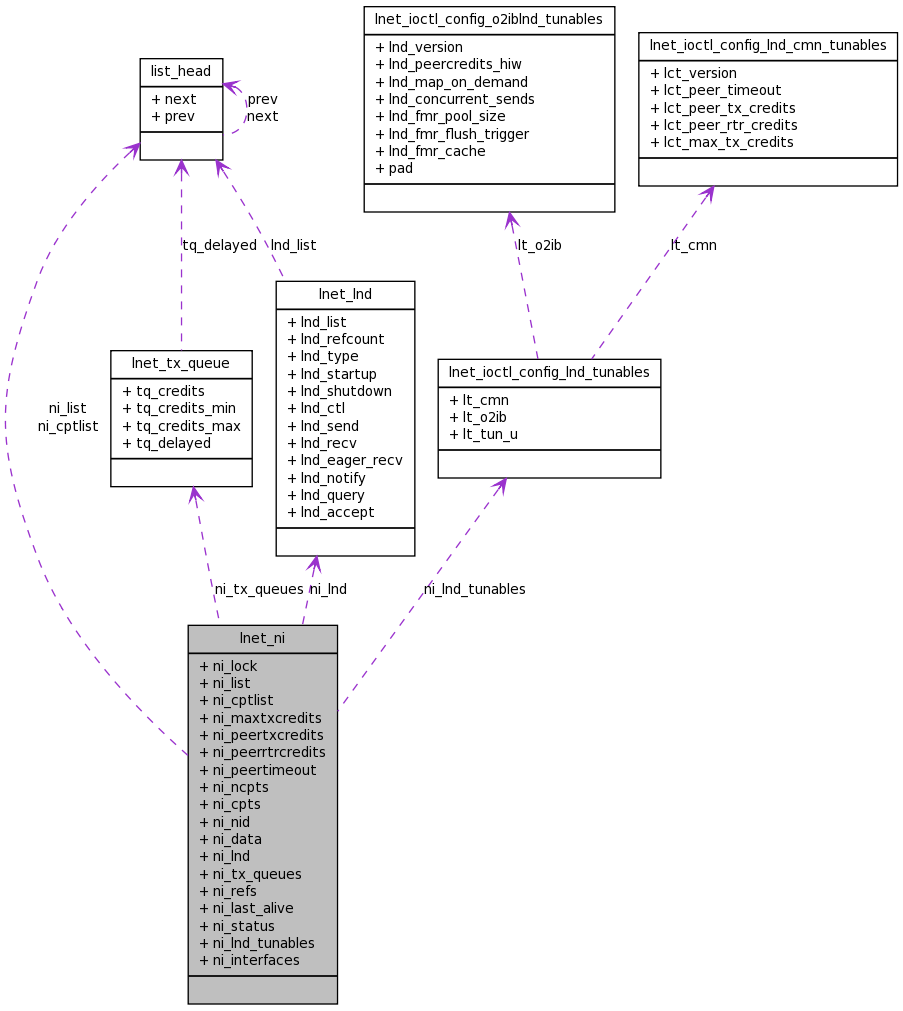 lnet_ioctl_config_o2iblnd_tunables
+ lnd_version
+ lnd_peercredits_hiw
+ lnd_map_on_demand
+ lnd_concurrent_sends
+ lnd_fmr_pool_size
+ lnd_fmr_flush_trigger
+ lnd_fmr_cache
+ pad
lnet_ioctl_config_lnd_cmn_tunables
+ lct_version
+ lct_peer_timeout
+ lct_peer_tx_credits
+ lct_peer_rtr_credits
+ lct_max_tx_credits
list_head
+ next
+ prev
prev
next
tq_delayed
lnd_list
lt_o2ib
lt_cmn
lnet_lnd
+ lnd_list
+ lnd_refcount
+ lnd_type
+ lnd_startup
+ lnd_shutdown
+ lnd_ctl
+ lnd_send
+ lnd_recv
+ lnd_eager_recv
+ lnd_notify
+ lnd_query
+ lnd_accept
lnet_tx_queue
+ tq_credits
+ tq_credits_min
+ tq_credits_max
+ tq_delayed
lnet_ioctl_config_lnd_tunables
+ lt_cmn
+ lt_o2ib
+ lt_tun_u
ni_list
ni_cptlist
ni_tx_queues
ni_lnd
ni_lnd_tunables
lnet_ni
+ ni_lock
+ ni_list
+ ni_cptlist
+ ni_maxtxcredits
+ ni_peertxcredits
+ ni_peerrtrcredits
+ ni_peertimeout
+ ni_ncpts
+ ni_cpts
+ ni_nid
+ ni_data
+ ni_lnd
+ ni_tx_queues
+ ni_refs
+ ni_last_alive
+ ni_status
+ ni_lnd_tunables
+ ni_interfaces